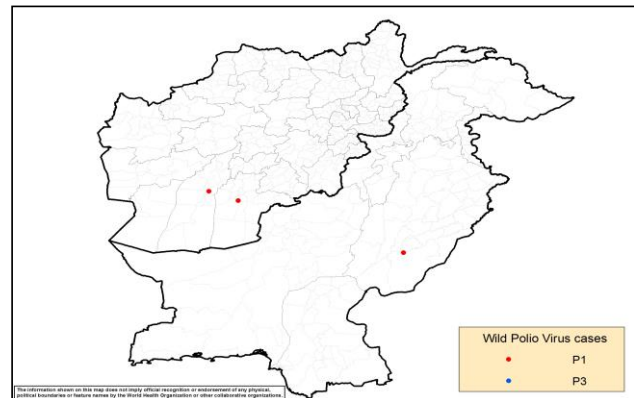 Wild Polio Virus cases
P1
P3
The information shown on this map does not imply official recognition or endorsement of any physical,
political boundaries or feature names by the World Health Organization or other collaborative organizations.